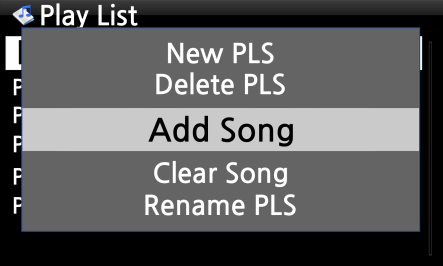 Play List
New PLS
Delete PLS
Add Song
Clear Song
Rename PLS